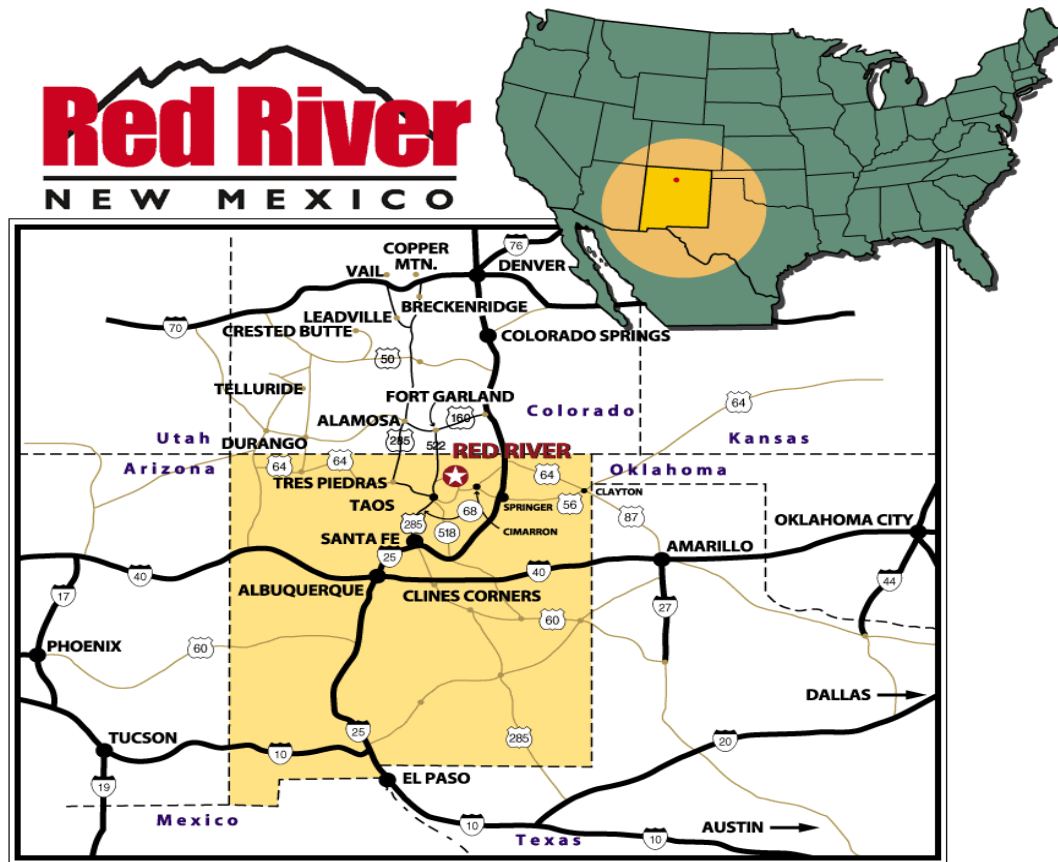 Red River
NEW MEXICO
76
COPPER
MTN.
VAIL
DENVER
BRECKENRIDGE
LEADVILLE
70
CRESTED BUTTE
COLORADO SPRINGS
50
TELLURIDE
FORT GARLAND
64
ALAMOSA
160
Colorado
Utah
DURANGO
285
522
RED RIVER
Kansas
Arizona
64
64
64
Oklahoma
TRES PIEDRAS
CLAYTON
TAOS
SPRINGER
56
68
87
285
518
CIMARRON
OKLAHOMA CITY
SANTA FE
25
AMARILLO
40
40
44
ALBUQUERQUE
CLINES CORNERS
17
27
60
PHOENIX
60
DALLAS
TUCSON
25
285
20
10
EL PASO
19
Mexico
10
Texas
10
AUSTIN